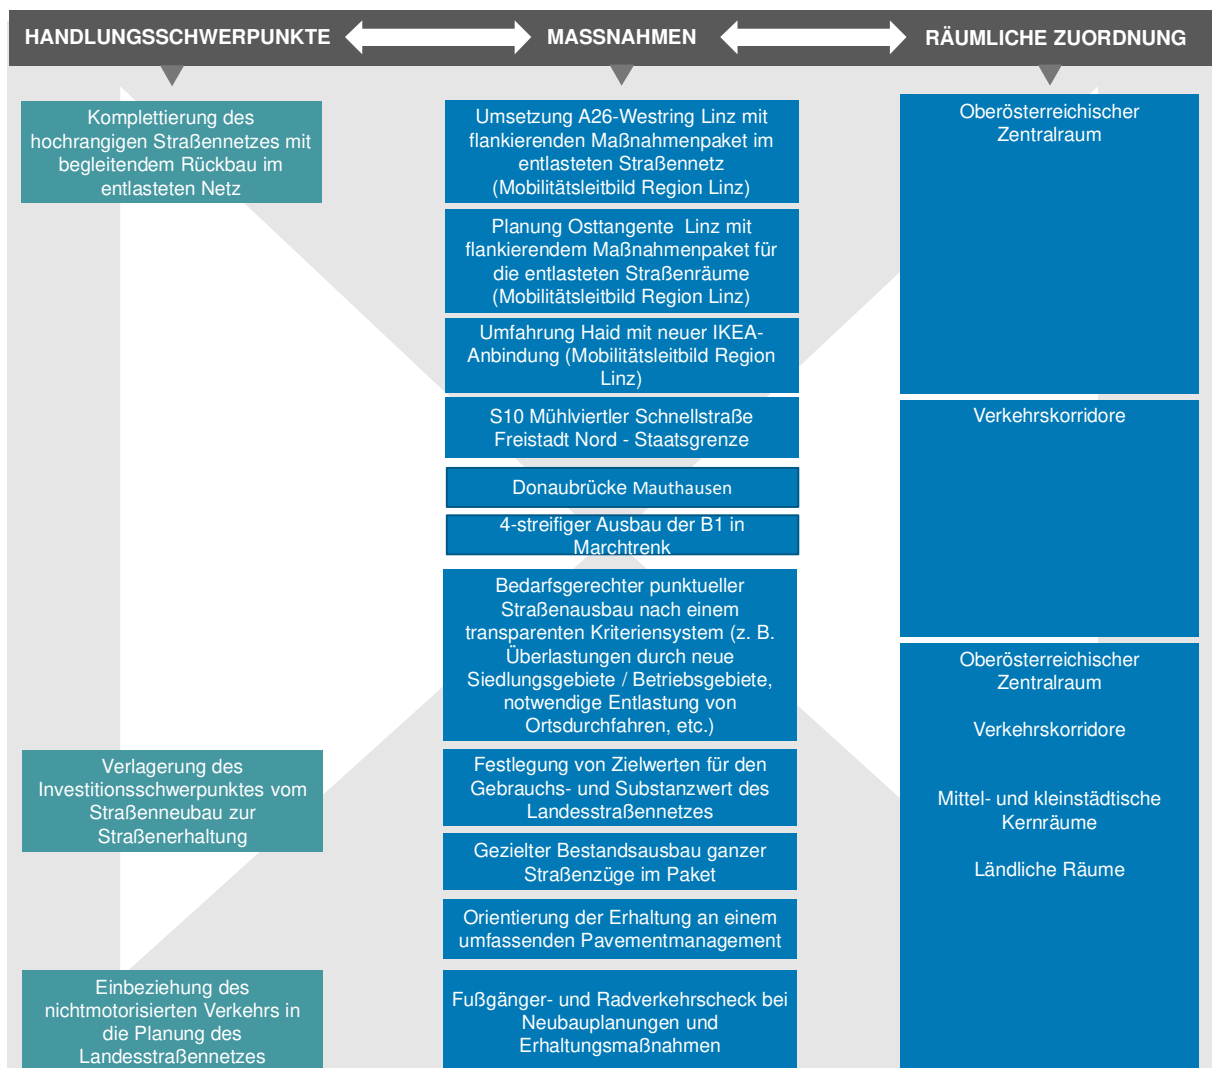 HANDLUNGSSCHWERPUNKTE
MASSNAHMEN
RÄUMLICHE ZUORDNUNG
Komplettierung des
hochrangigen Straßennetzes mit
begleitendem Rückbau im
entlasteten Netz
Verlagerung des
Investitionsschwerpunktes vom
Straßenneubau zur
Straßenerhaltung
Einbeziehung des
nichtmotorisierten Verkehrs in
die Planung des
Landesstraßennetzes
Umsetzung A26-Westring Linz mit
flankierenden Maßnahmenpaket im
entlasteten Straßennetz
(Mobilitätsleitbild Region Linz)
Planung Osttangente Linz mit
flankierendem Maßnahmenpaket für
die entlasteten Straßenräume
(Mobilitätsleitbild Region Linz)
Umfahrung Haid mit neuer IKEA-
Anbindung (Mobilitätsleitbild Region
Linz)
S10 Mühlviertler Schnellstraße
Freistadt Nord - Staatsgrenze
Donaubrücke Mauthausen
4-streifiger Ausbau der B1 in
Marchtrenk
Bedarfsgerechter punktueller
Straßenausbau nach einem
transparenten Kriteriensystem (z. B.
Überlastungen durch neue
Siedlungsgebiete / Betriebsgebiete,
notwendige Entlastung von
Ortsdurchfahren, etc.)
Festlegung von Zielwerten für den
Gebrauchs- und Substanzwert des
Landesstraßennetzes
Gezielter Bestandsausbau ganzer
Straßenzüge im Paket
Orientierung der Erhaltung an einem
umfassenden Pavementmanagement
Fußgänger- und Radverkehrscheck bei
Neubauplanungen und
Erhaltungsmaßnahmen
Oberösterreichischer
Zentralraum
Verkehrskorridore
Oberösterreichischer
Zentralraum
Verkehrskorridore
Mittel- und kleinstädtische
Kernräume
Ländliche Räume